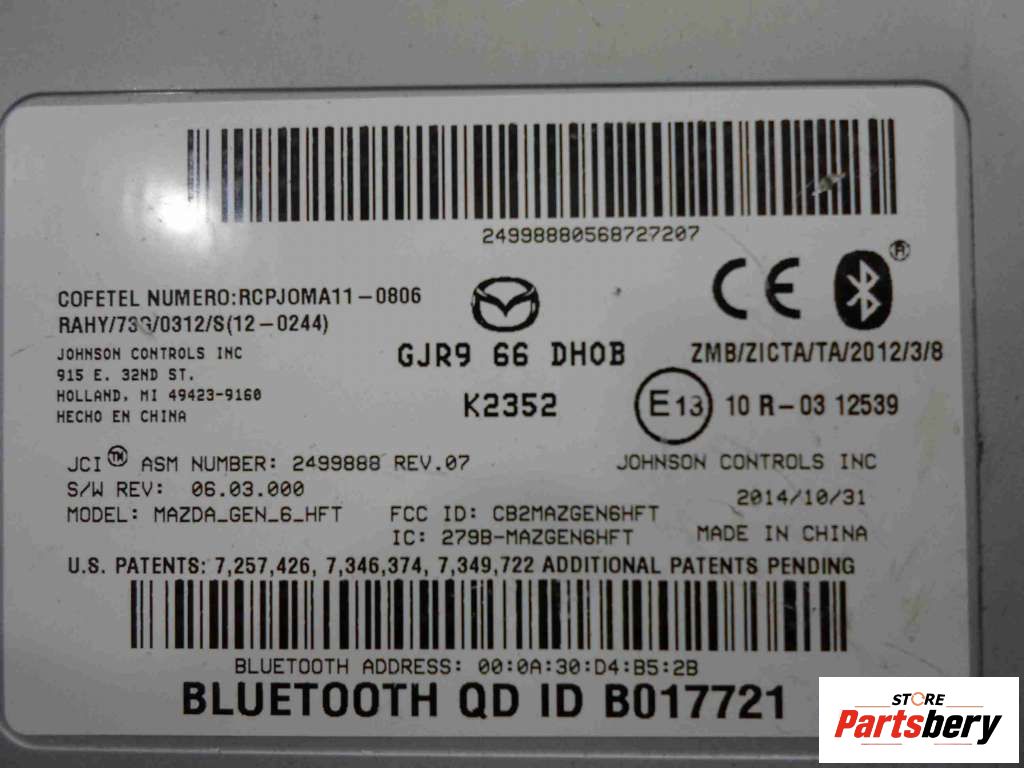 24998880568727207
®
COFETEL NUMERO:RCPJOMA11-0806
RAHY/73G/0312/S(12-0244)
CE
JOHNSON CONTROLS INC
915 E. 32ND ST.
HOLLAND, MI 49423-9160
HECHO EN CHINA
GJR9 66 DH0B
K2352
ZMB/ZICTA/TA/2012/3/8
E13 10 R-03 12539
JCI™ ASM NUMBER: 2499888 REV.07
S/W REV: 06.03.000
MODEL: MAZDA_GEN_6_HFT
JOHNSON CONTROLS INC
2014/10/31
FCC ID: CB2MAZGEN6HFT
IC: 279B-MAZGEN6HFT
MADE IN CHINA
U.S. PATENTS: 7,257,426, 7,346,374, 7,349,722 ADDITIONAL PATENTS PENDING
BLUETOOTH ADDRESS: 00:0A:30:D4:B5:2B
BLUETOOTH QD ID B017721
STORE
Partsbery